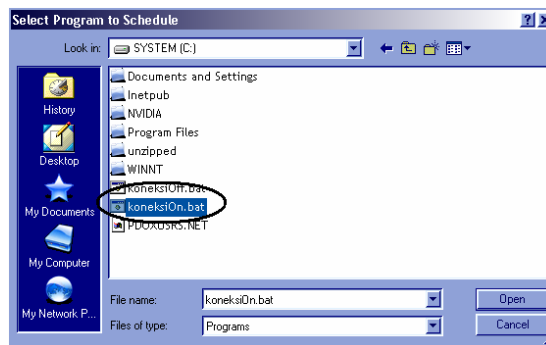 Select Program to Schedule
Look in: SYSTEM (C:)
Documents and Settings
Inetpub
NVIDIA
Program Files
unzipped
WINNT
koneksiOff.bat
koneksiOn.bat
PDOXUSRS.NET
History
Desktop
My Documents
My Computer
My Network P...
File name: koneksiOn.bat Open
Files of type: Programs Cancel